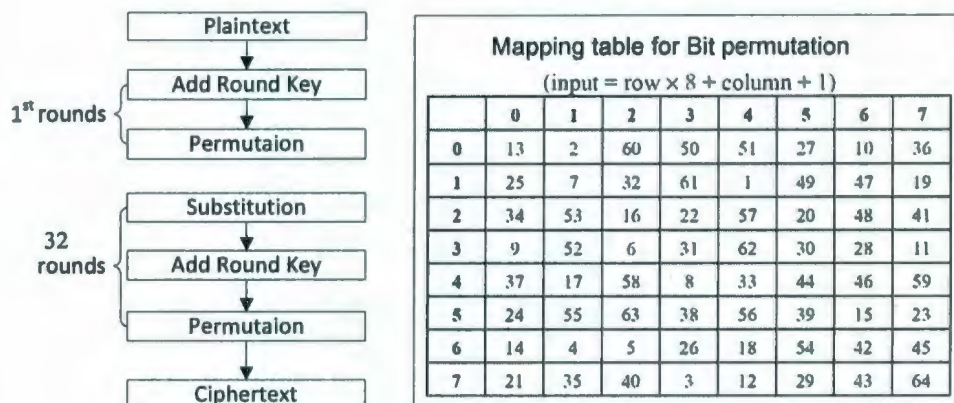 Plaintext
Add Round Key
1st rounds
Permutaion
Substitution
32
rounds
Add Round Key
Permutaion
Ciphertext
Mapping table for Bit permutation
(input = row × 8 + column + 1)
0 1 2 3 4 5 6 7
0 13 2 60 50 51 27 10 36
1 25 7 32 61 1 49 47 19
2 34 53 16 22 57 20 48 41
3 9 52 6 31 62 30 28 11
4 37 17 58 8 33 44 46 59
5 24 55 63 38 56 39 15 23
6 14 4 5 26 18 54 42 45
7 21 35 40 3 12 29 43 64